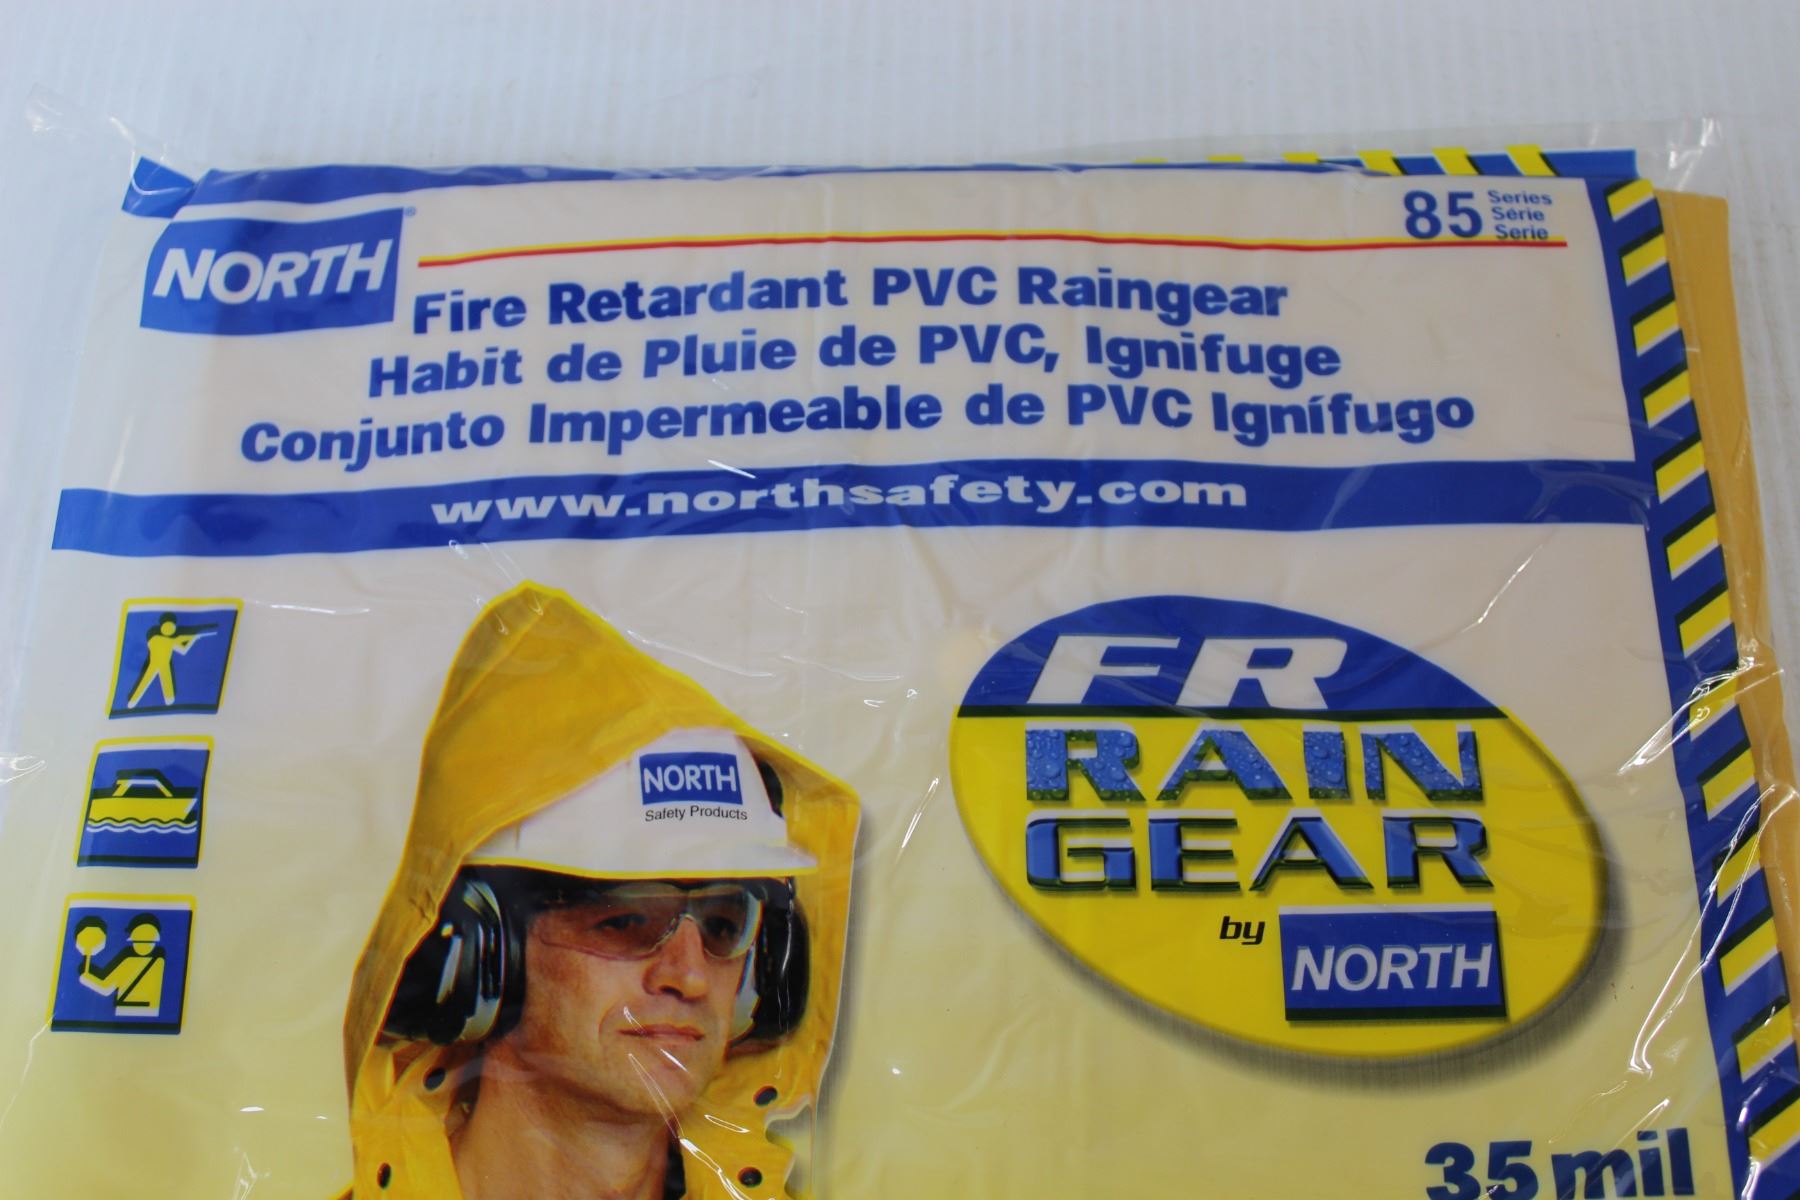 85 Series
Série
Serie
NORTH®
Fire Retardant PVC Raingear
Habit de Pluie de PVC, Ignifuge
Conjunto Impermeable de PVC Ignífugo
www.northsafety.com
FR
RAIN
GEAR
by NORTH
NORTH
Safety Products
35 mil